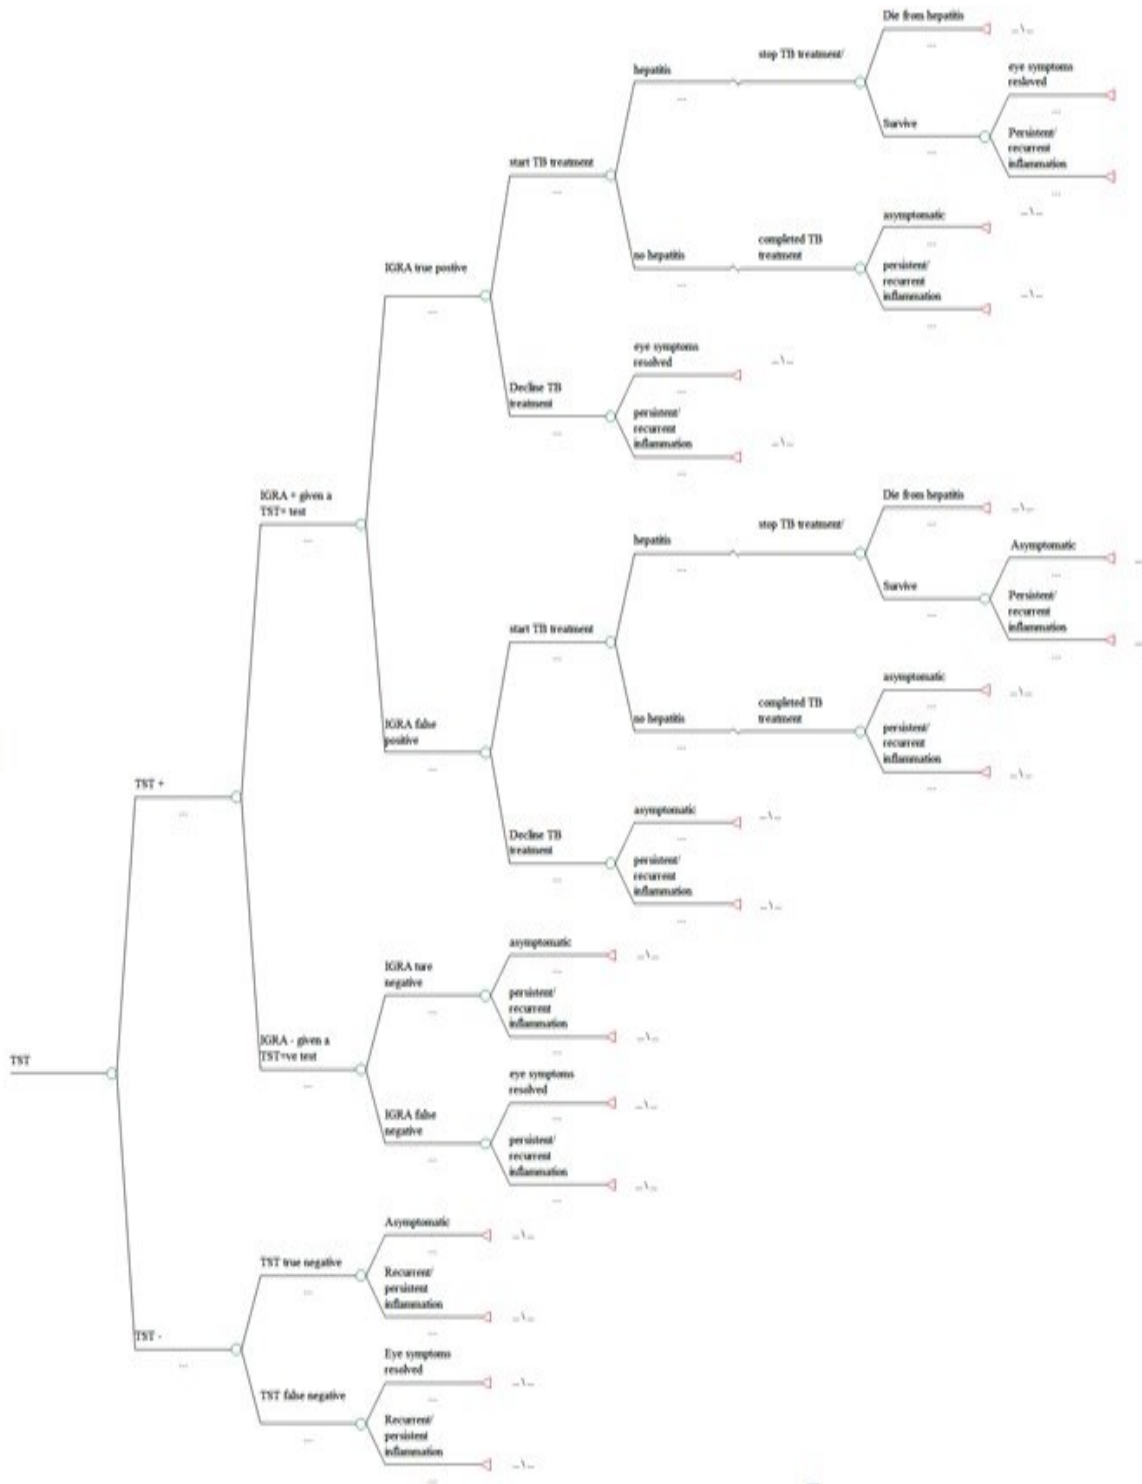 Die from hepatitis
...
_\_
stop TB treatment/
hepatitis
...
eye symptoms
resloved
...
Survive
...
Persistent/
recurrent
inflammation
...
start TB treatment
...
asymptomatic
...
_\_
no hepatitis
...
completed TB
treatment
persistent/
recurrent
inflammation
...
_\_
IGRA true postive
...
eye symptoms
resolved
...
_\_
Decline TB
treatment
...
persistent/
recurrent
inflammation
...
_\_
IGRA + given a
TST= test
...
Die from hepatitis
...
_\_
stop TB treatment/
hepatitis
...
Asymptomatic
...
_
Survive
...
Persistent/
recurrent
inflammation
...
_
start TB treatment
...
asymptomatic
...
_\_
no hepatitis
...
completed TB
treatment
persistent/
recurrent
inflammation
...
_\_
IGRA false
positive
...
asymptomatic
...
_\_
Decline TB
treatment
...
persistent/
recurrent
inflammation
...
_\_
TST +
...
asymptomatic
...
_\_
IGRA ture
negative
...
persistent/
recurrent
inflammation
...
_\_
IGRA - given a
TST=ve test
...
eye symptoms
resolved
...
_\_
IGRA false
negative
...
persistent/
recurrent
inflammation
...
_\_
TST
Asymptomatic
...
_\_
TST true negative
...
Recurrent/
persistent
inflammation
...
_\_
TST -
...
Eye symptoms
resolved
...
_\_
TST false negative
...
Recurrent/
persistent
inflammation
...
_\_